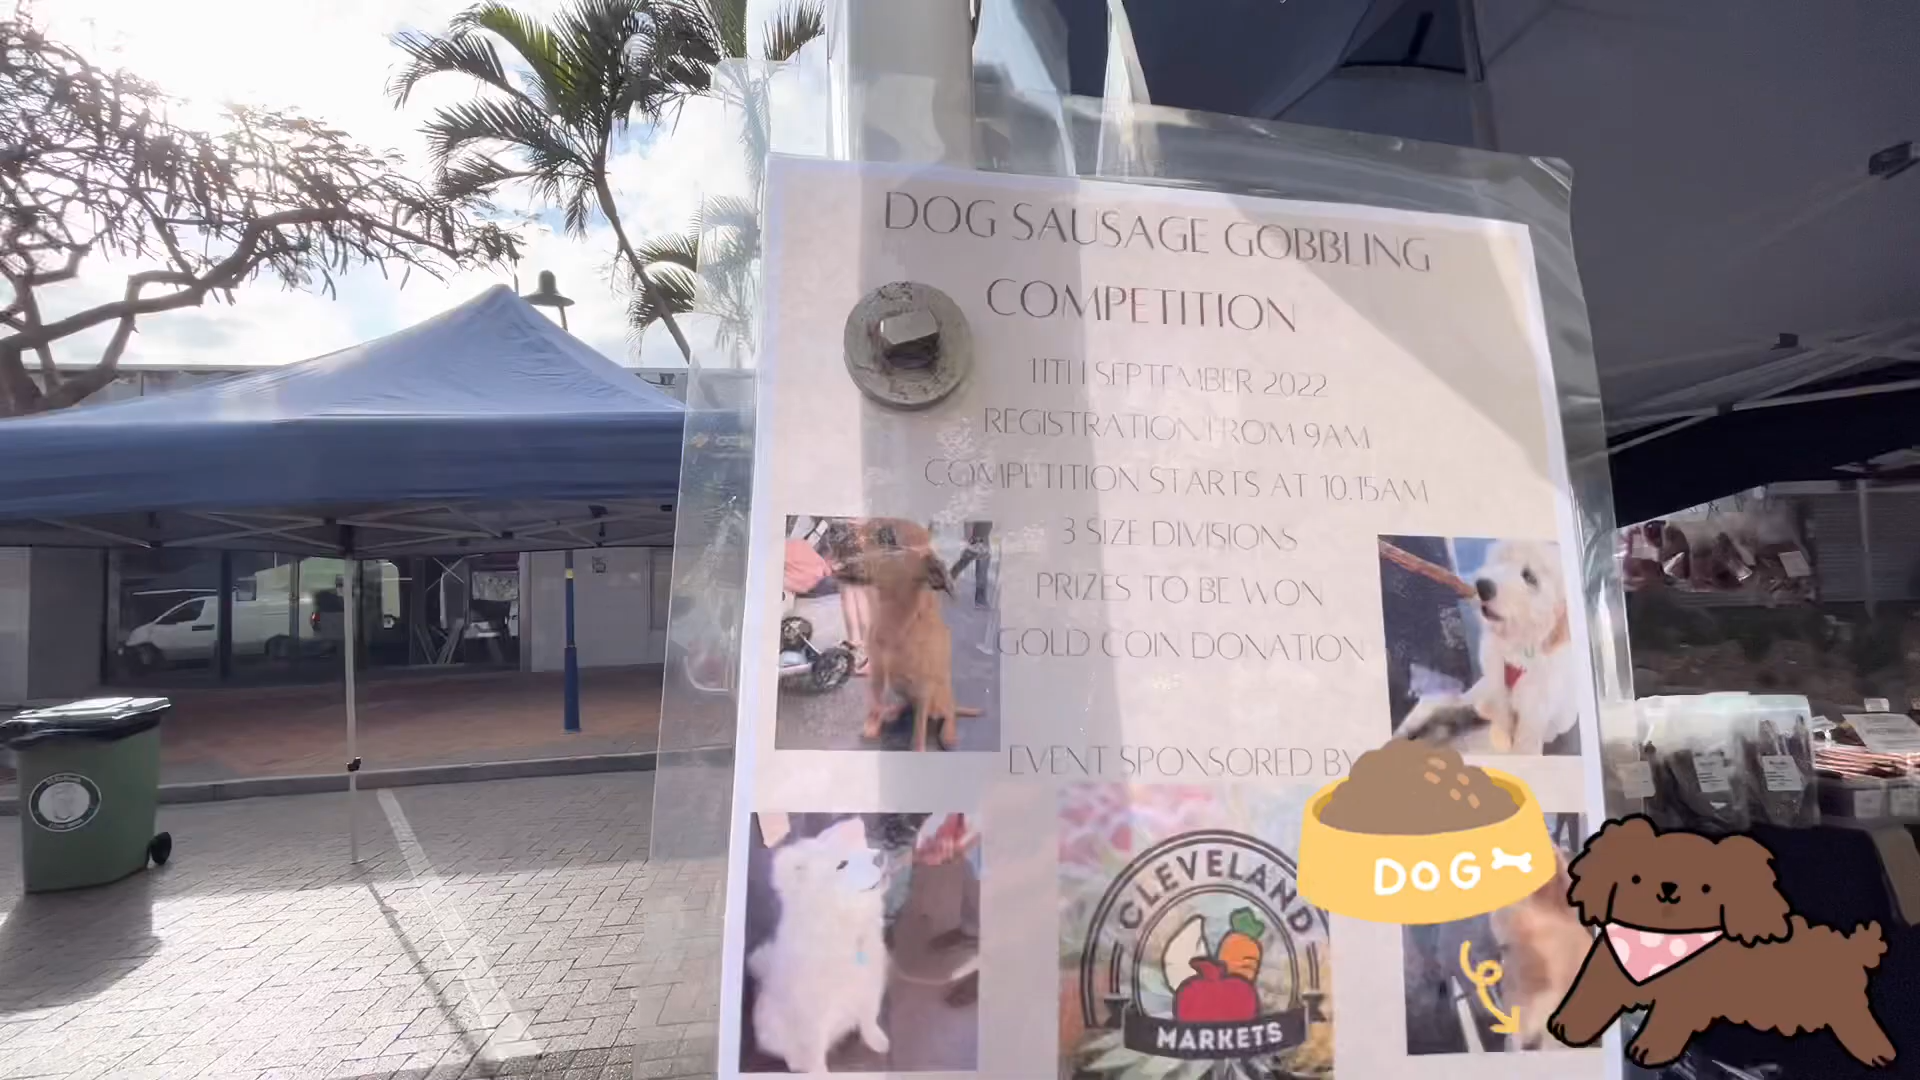 DOG SAUSAGE GOBBLING
COMPETITION
11TH SEPTEMBER 2022
REGISTRATION FROM 9AM
COMPETITION STARTS AT 10.15AM
3 SIZE DIVISIONS
PRIZES TO BE WON
GOLD COIN DONATION
EVENT SPONSORED BY
CLEVELAND
MARKETS
DOG